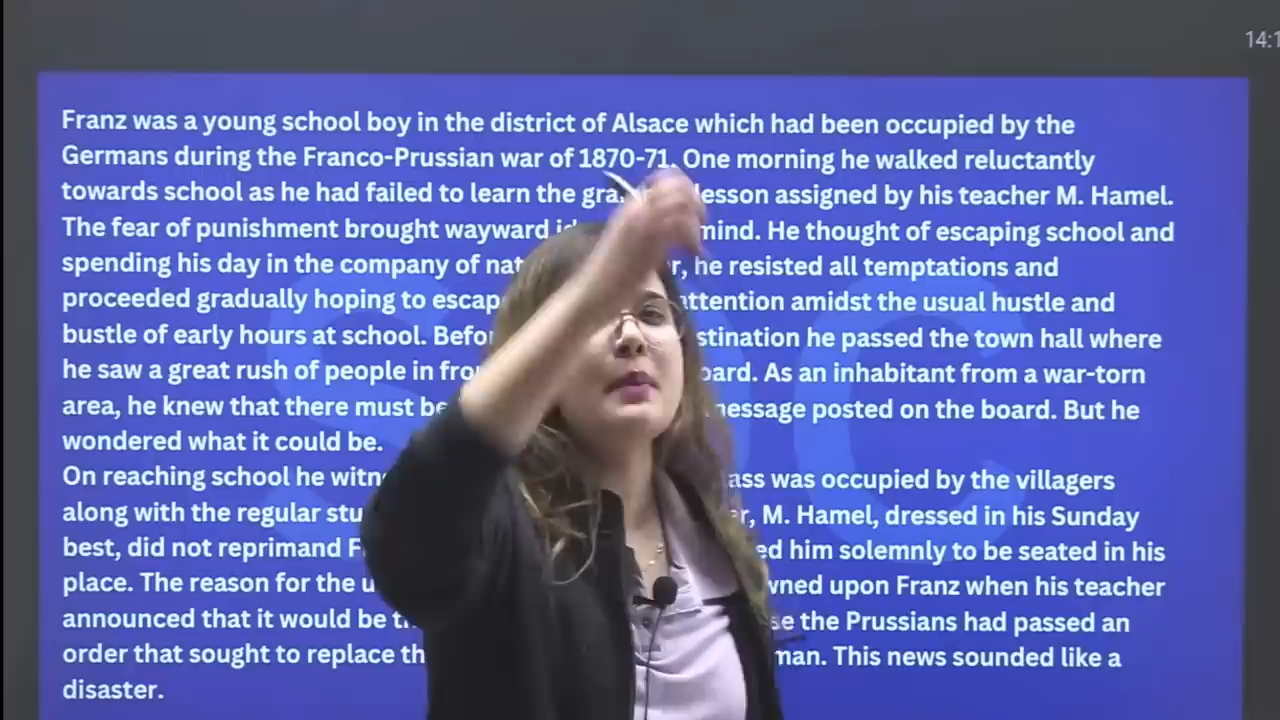 14:1
Franz was a young school boy in the district of Alsace which had been occupied by the
Germans during the Franco-Prussian war of 1870-71. One morning he walked reluctantly
towards school as he had failed to learn the lesson assigned by his teacher M. Hamel.
The fear of punishment brought wayward mind. He thought of escaping school and
spending his day in the company of he resisted all temptations and
proceeded gradually hoping to attention amidst the usual hustle and
bustle of early hours at school. he passed the town hall where
he saw a great rush of people in As an inhabitant from a war-torn
area, he knew that there must posted on the board. But he
wondered what it could be.
On reaching school he was occupied by the villagers
along with the regular M. Hamel, dressed in his Sunday
best, did not reprimand him solemnly to be seated in his
place. The reason for the upon Franz when his teacher
announced that it would be the Prussians had passed an
order that sought to replace This news sounded like a
disaster.